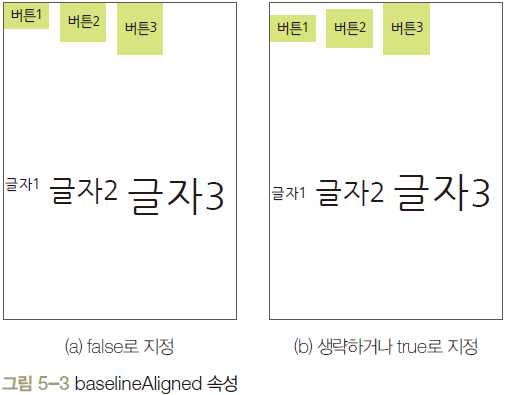 버튼1 버튼2 버튼3
글자1 글자2 글자3
버튼1 버튼2 버튼3
글자1 글자2 글자3
(a) false로 지정
(b) 생략하거나 true로 지정
그림 5-3 baselineAligned 속성